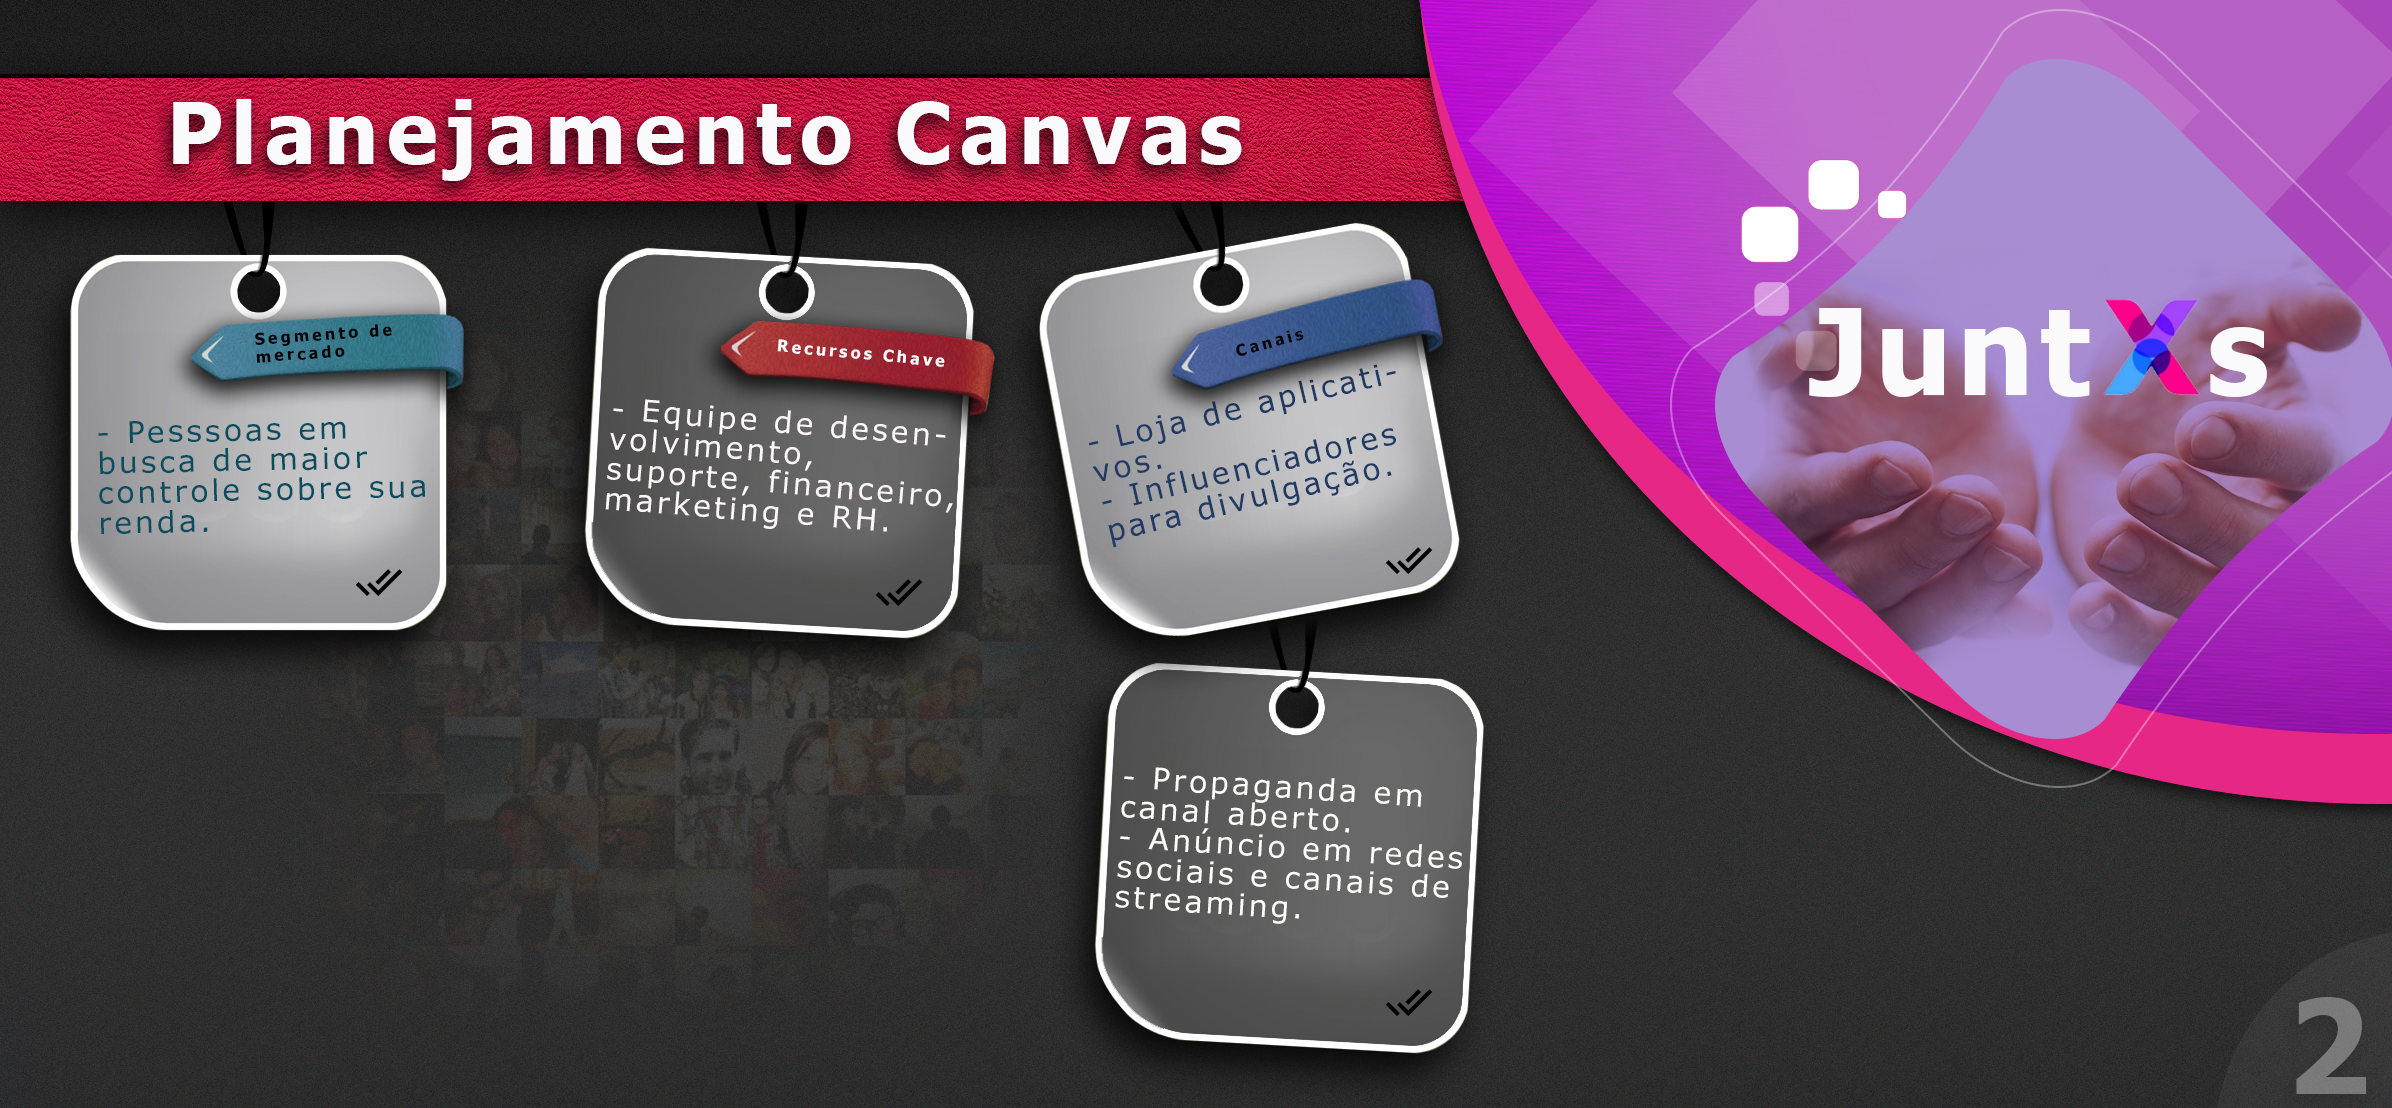 Planejamento Canvas
Segmento de
mercado
- Pesssoas em
busca de maior
controle sobre sua
renda.
Recursos Chave
- Equipe de desen-
volvimento,
suporte, financeiro,
marketing e RH.
Canais
- Loja de aplicati-
vos.
- Influenciadores
para divulgação.
- Propaganda em
canal aberto.
- Anúncio em redes
sociais e canais de
streaming.
JuntXs
2